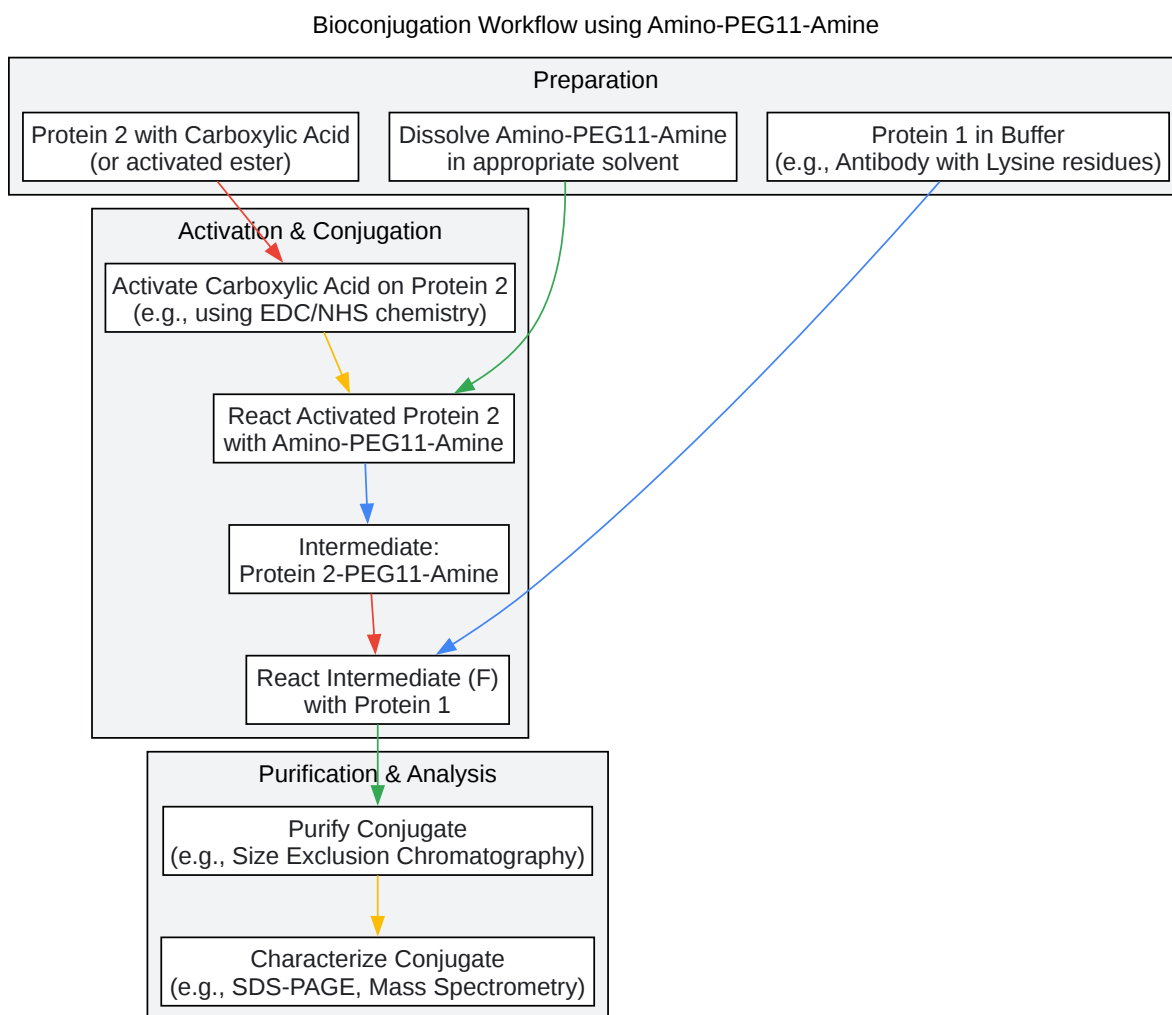 Bioconjugation Workflow using Amino-PEG11-Amine
Preparation
Protein 2 with Carboxylic Acid
(or activated ester)
Dissolve Amino-PEG11-Amine
in appropriate solvent
Protein 1 in Buffer
(e.g., Antibody with Lysine residues)
Activation & Conjugation
Activate Carboxylic Acid on Protein 2
(e.g., using EDC/NHS chemistry)
React Activated Protein 2
with Amino-PEG11-Amine
Intermediate:
Protein 2-PEG11-Amine
React Intermediate (F)
with Protein 1
Purification & Analysis
Purify Conjugate
(e.g., Size Exclusion Chromatography)
Characterize Conjugate
(e.g., SDS-PAGE, Mass Spectrometry)